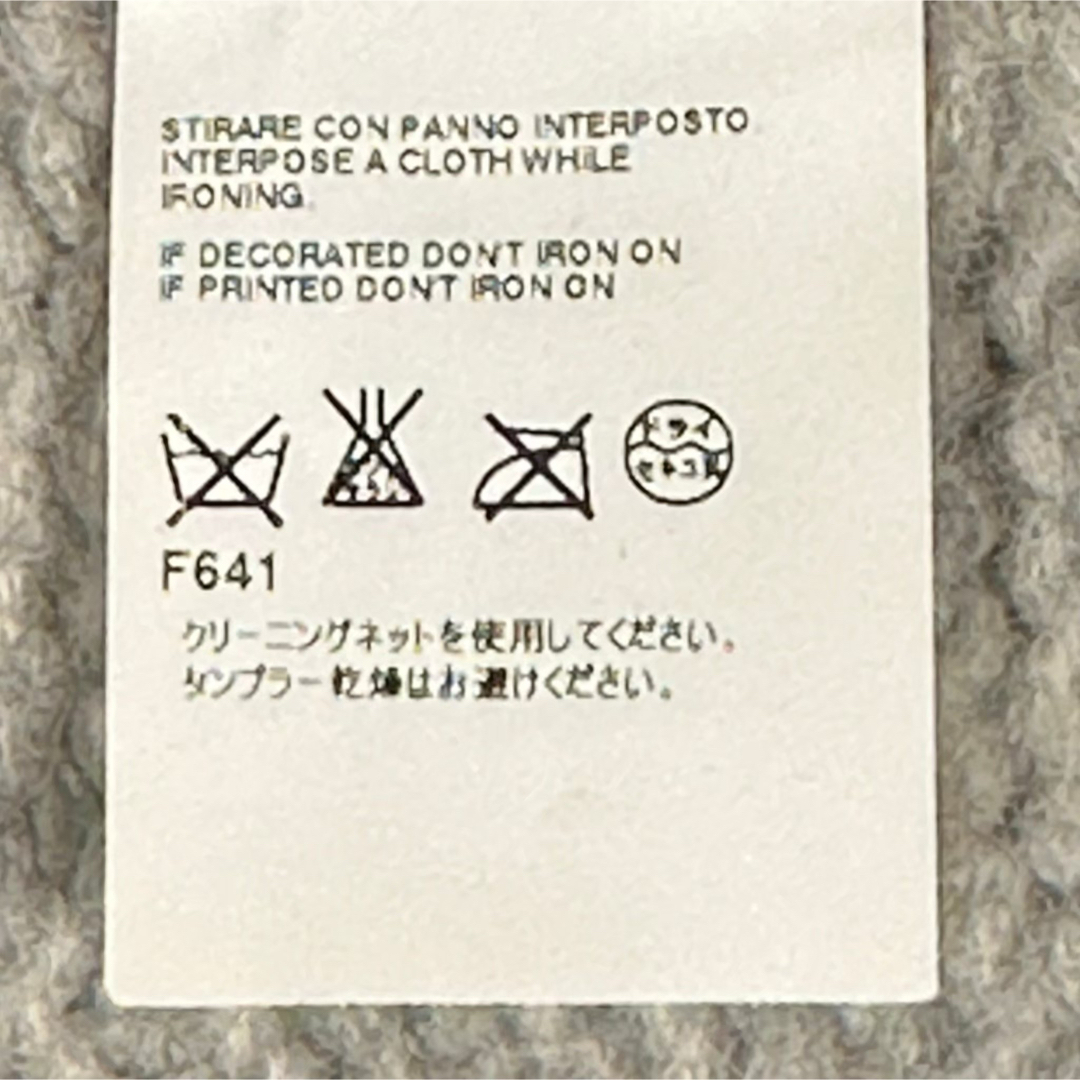 STIRARE CON PANNO INTERPOSTO
INTERPOSE A CLOTH WHILE
IRONING.
IF DECORATED DON'T IRON ON
IF PRINTED DON'T IRON ON
ドライ
セキユ系
F641
クリーニングネットを使用してください。
タンブラー乾燥はお避けください。